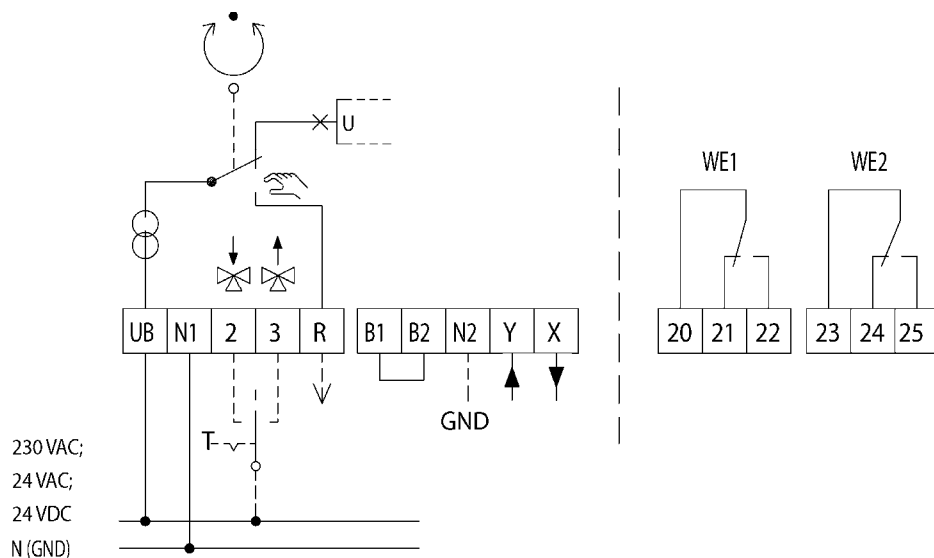 U
WE1 WE2
UB N1 2 3 R B1 B2 N2 Y X 20 21 22 23 24 25
GND
T
230 VAC;
24 VAC;
24 VDC
N (GND)